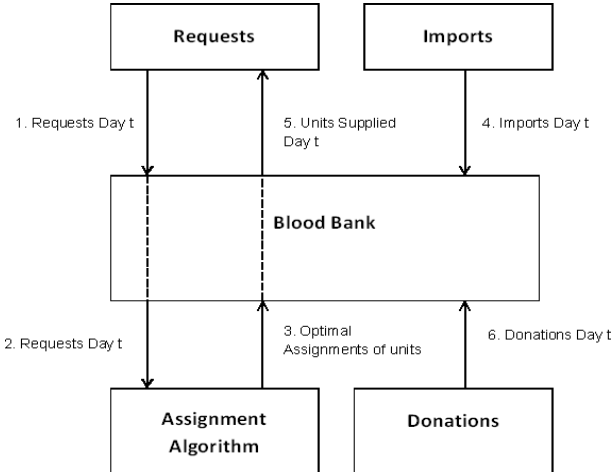 Requests
Imports
1. Requests Day t
5. Units Supplied
Day t
4. Imports Day t
Blood Bank
2. Requests Day t
3. Optimal
Assignments of units
6. Donations Day t
Assignment
Algorithm
Donations